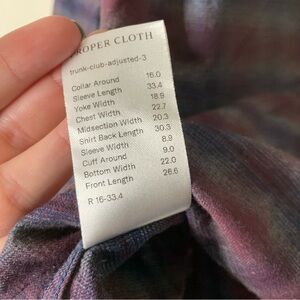 ROPER CLOTH
trunk-club-adjusted-3
Collar Around 16.0
Sleeve Length 33.4
Yoke Width 18.9
Chest Width 22.7
Midsection Width 20.3
Shirt Back Length 30.3
Sleeve Width 8.9
Cuff Around 9.0
Bottom Width 22.0
Front Length 26.6
R 16-33.4